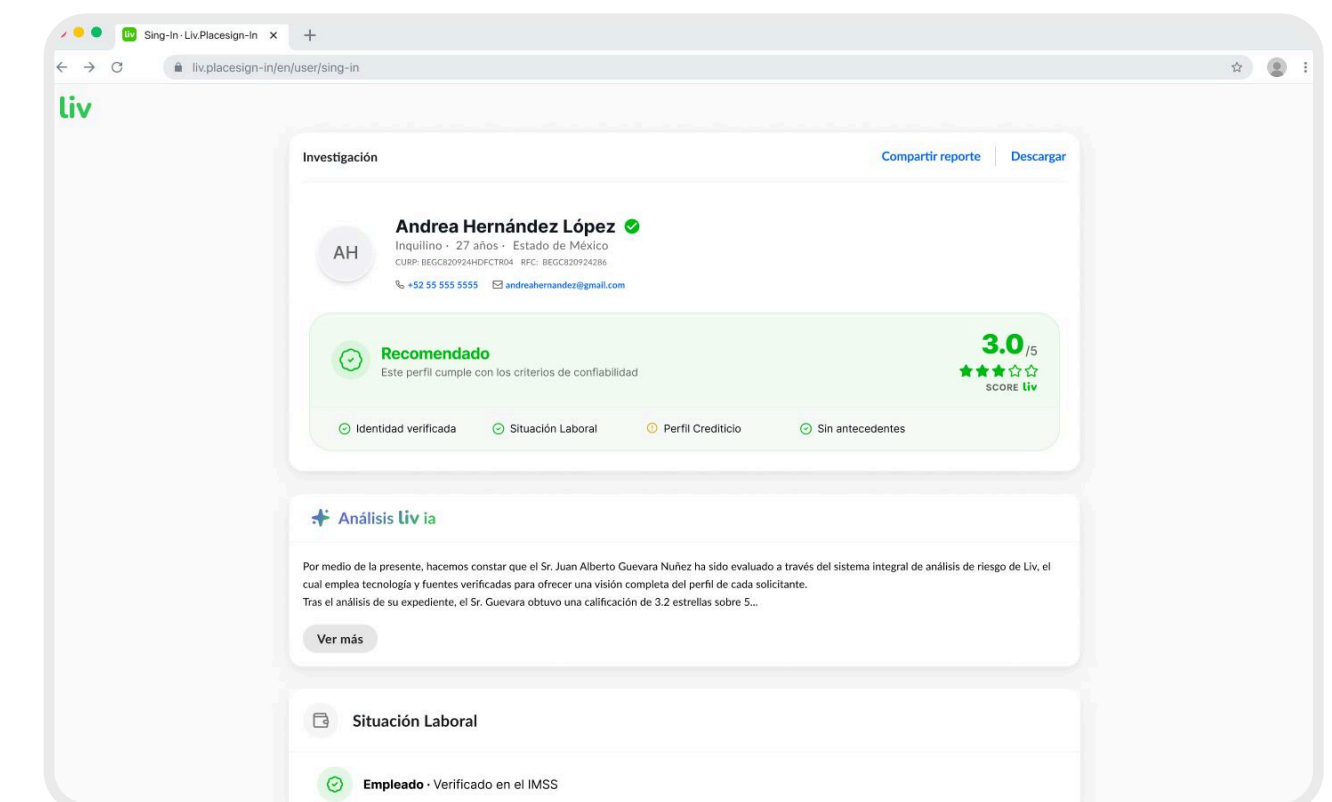 liv Sing-In · Liv.Placesign-In
liv.placesign-in/en/user/sing-in
liv
Investigación Compartir reporte Descargar
AH
Andrea Hernández López
Inquilino · 27 años · Estado de México
CURP: BEGC820924HDFCTR04 RFC: BEGC820924286
+52 55 555 5555 andreahernandez@gmail.com
Recomendado
Este perfil cumple con los criterios de confiabilidad
3.0/5
SCORE liv
Identidad verificada Situación Laboral Perfil Crediticio Sin antecedentes
Análisis liv ia
Por medio de la presente, hacemos constar que el Sr. Juan Alberto Guevara Nuñez ha sido evaluado a través del sistema integral de análisis de riesgo de Liv, el
cual emplea tecnología y fuentes verificadas para ofrecer una visión completa del perfil de cada solicitante.
Tras el análisis de su expediente, el Sr. Guevara obtuvo una calificación de 3.2 estrellas sobre 5...
Ver más
Situación Laboral
Empleado · Verificado en el IMSS